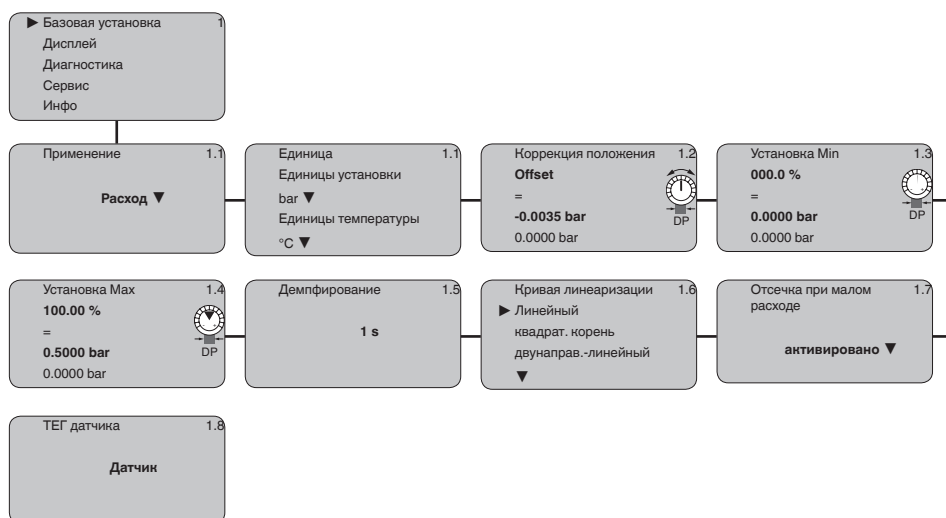 ▶ Базовая установка 1
Дисплей
Диагностика
Сервис
Инфо
Применение 1.1
Расход ▼
Единица 1.1
Единицы установки
bar ▼
Единицы температуры
°C ▼
Коррекция положения 1.2
Offset
=
-0.0035 bar
0.0000 bar
DP
Установка Min 1.3
000.0 %
=
0.0000 bar
0.0000 bar
DP
Установка Max 1.4
100.00 %
=
0.5000 bar
0.0000 bar
DP
Демпфирование 1.5
1 s
Кривая линеаризации 1.6
▶ Линейный
квадрат. корень
двунаправ.-линейный
▼
Отсечка при малом 1.7
расходе
активировано ▼
ТЕГ датчика 1.8
Датчик